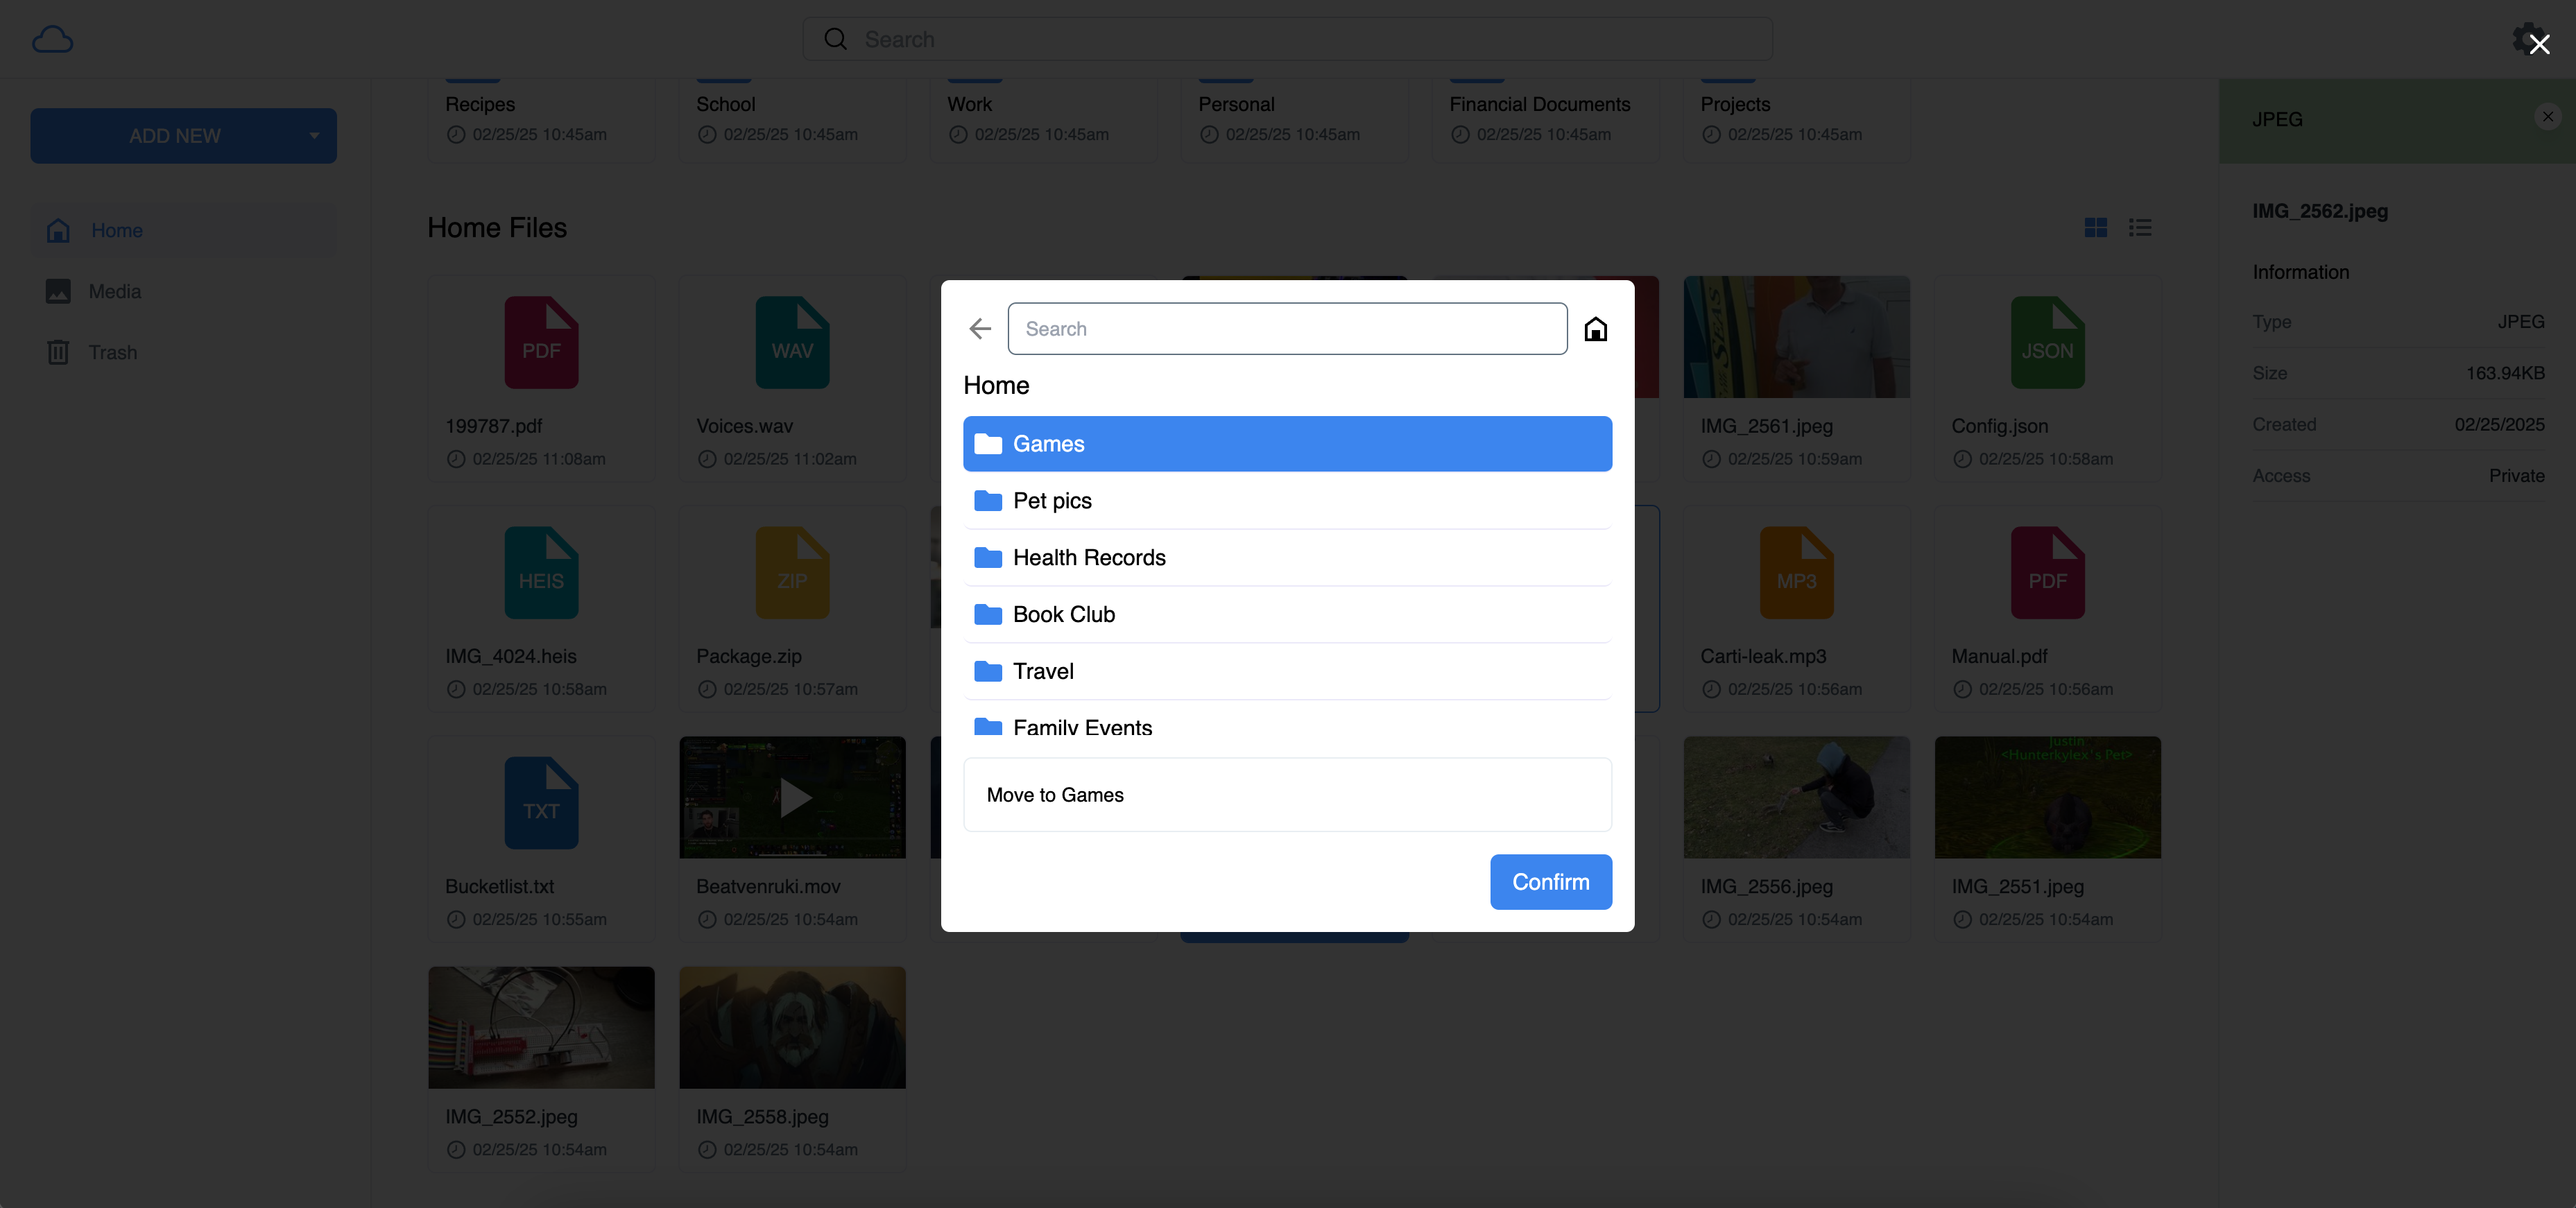 Search
ADD NEW
Home
Media
Trash
Recipes
02/25/25 10:45am
School
02/25/25 10:45am
Work
02/25/25 10:45am
Personal
02/25/25 10:45am
Financial Documents
02/25/25 10:45am
Projects
02/25/25 10:45am
Home Files
PDF
199787.pdf
02/25/25 11:08am
WAV
Voices.wav
02/25/25 11:02am
SEAS
IMG_2561.jpeg
02/25/25 10:59am
JSON
Config.json
02/25/25 10:58am
HEIS
IMG_4024.heis
02/25/25 10:58am
ZIP
Package.zip
02/25/25 10:57am
MP3
Carti-leak.mp3
02/25/25 10:56am
PDF
Manual.pdf
02/25/25 10:56am
TXT
Bucketlist.txt
02/25/25 10:55am
Beatvenruki.mov
02/25/25 10:54am
IMG_2556.jpeg
02/25/25 10:54am
Justin
<Hunterkylex's Pet>
IMG_2551.jpeg
02/25/25 10:54am
IMG_2552.jpeg
02/25/25 10:54am
IMG_2558.jpeg
02/25/25 10:54am
Search
Home
Games
Pet pics
Health Records
Book Club
Travel
Family Events
Move to Games
Confirm
JPEG
IMG_2562.jpeg
Information
Type JPEG
Size 163.94KB
Created 02/25/2025
Access Private